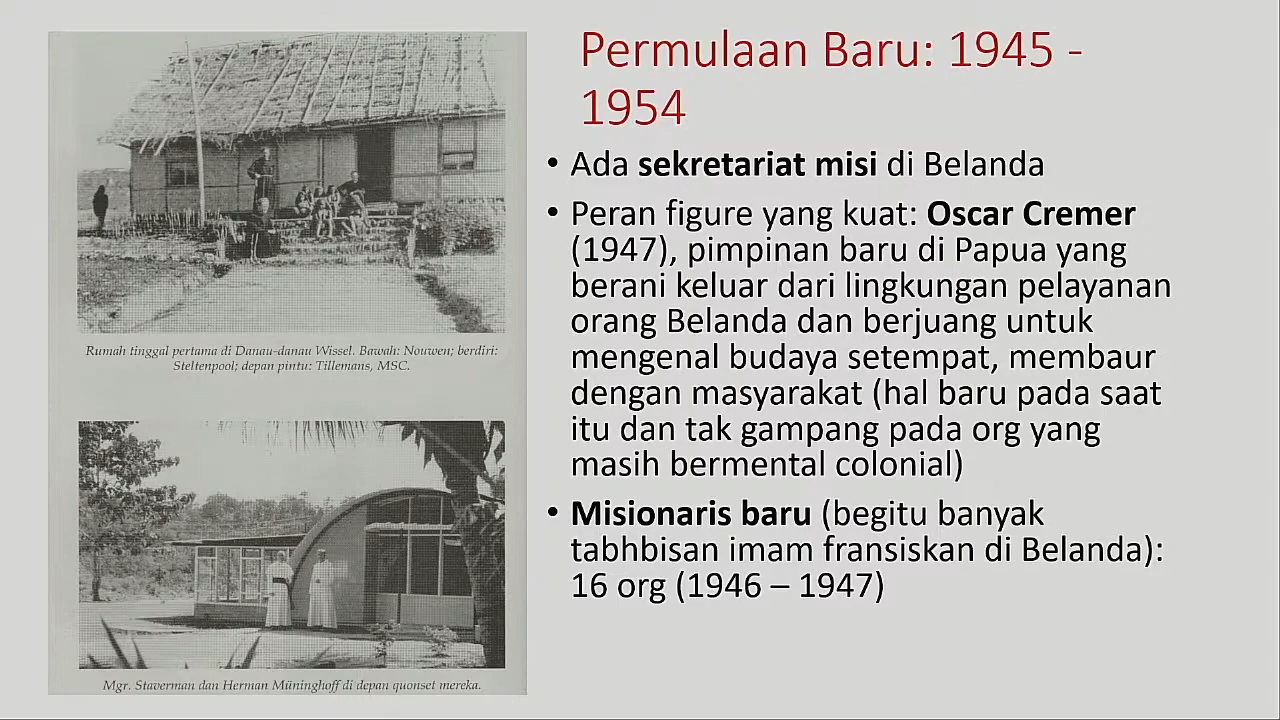 Permulaan Baru: 1945 -
1954
• Ada sekretariat misi di Belanda
• Peran figure yang kuat: Oscar Cremer
(1947), pimpinan baru di Papua yang
berani keluar dari lingkungan pelayanan
orang Belanda dan berjuang untuk
mengenal budaya setempat, membaur
dengan masyarakat (hal baru pada saat
itu dan tak gampang pada org yang
masih bermental colonial)
• Misionaris baru (begitu banyak
tabhbisan imam fransiskan di Belanda):
16 org (1946 – 1947)
Rumah tinggal pertama di Danau-danau Wissel. Bawah: Nouwen; berdiri:
Steltenpool; depan pintu: Tillemans, MSC.
Mgr. Staverman dan Herman Müninghoff di depan quonset mereka.